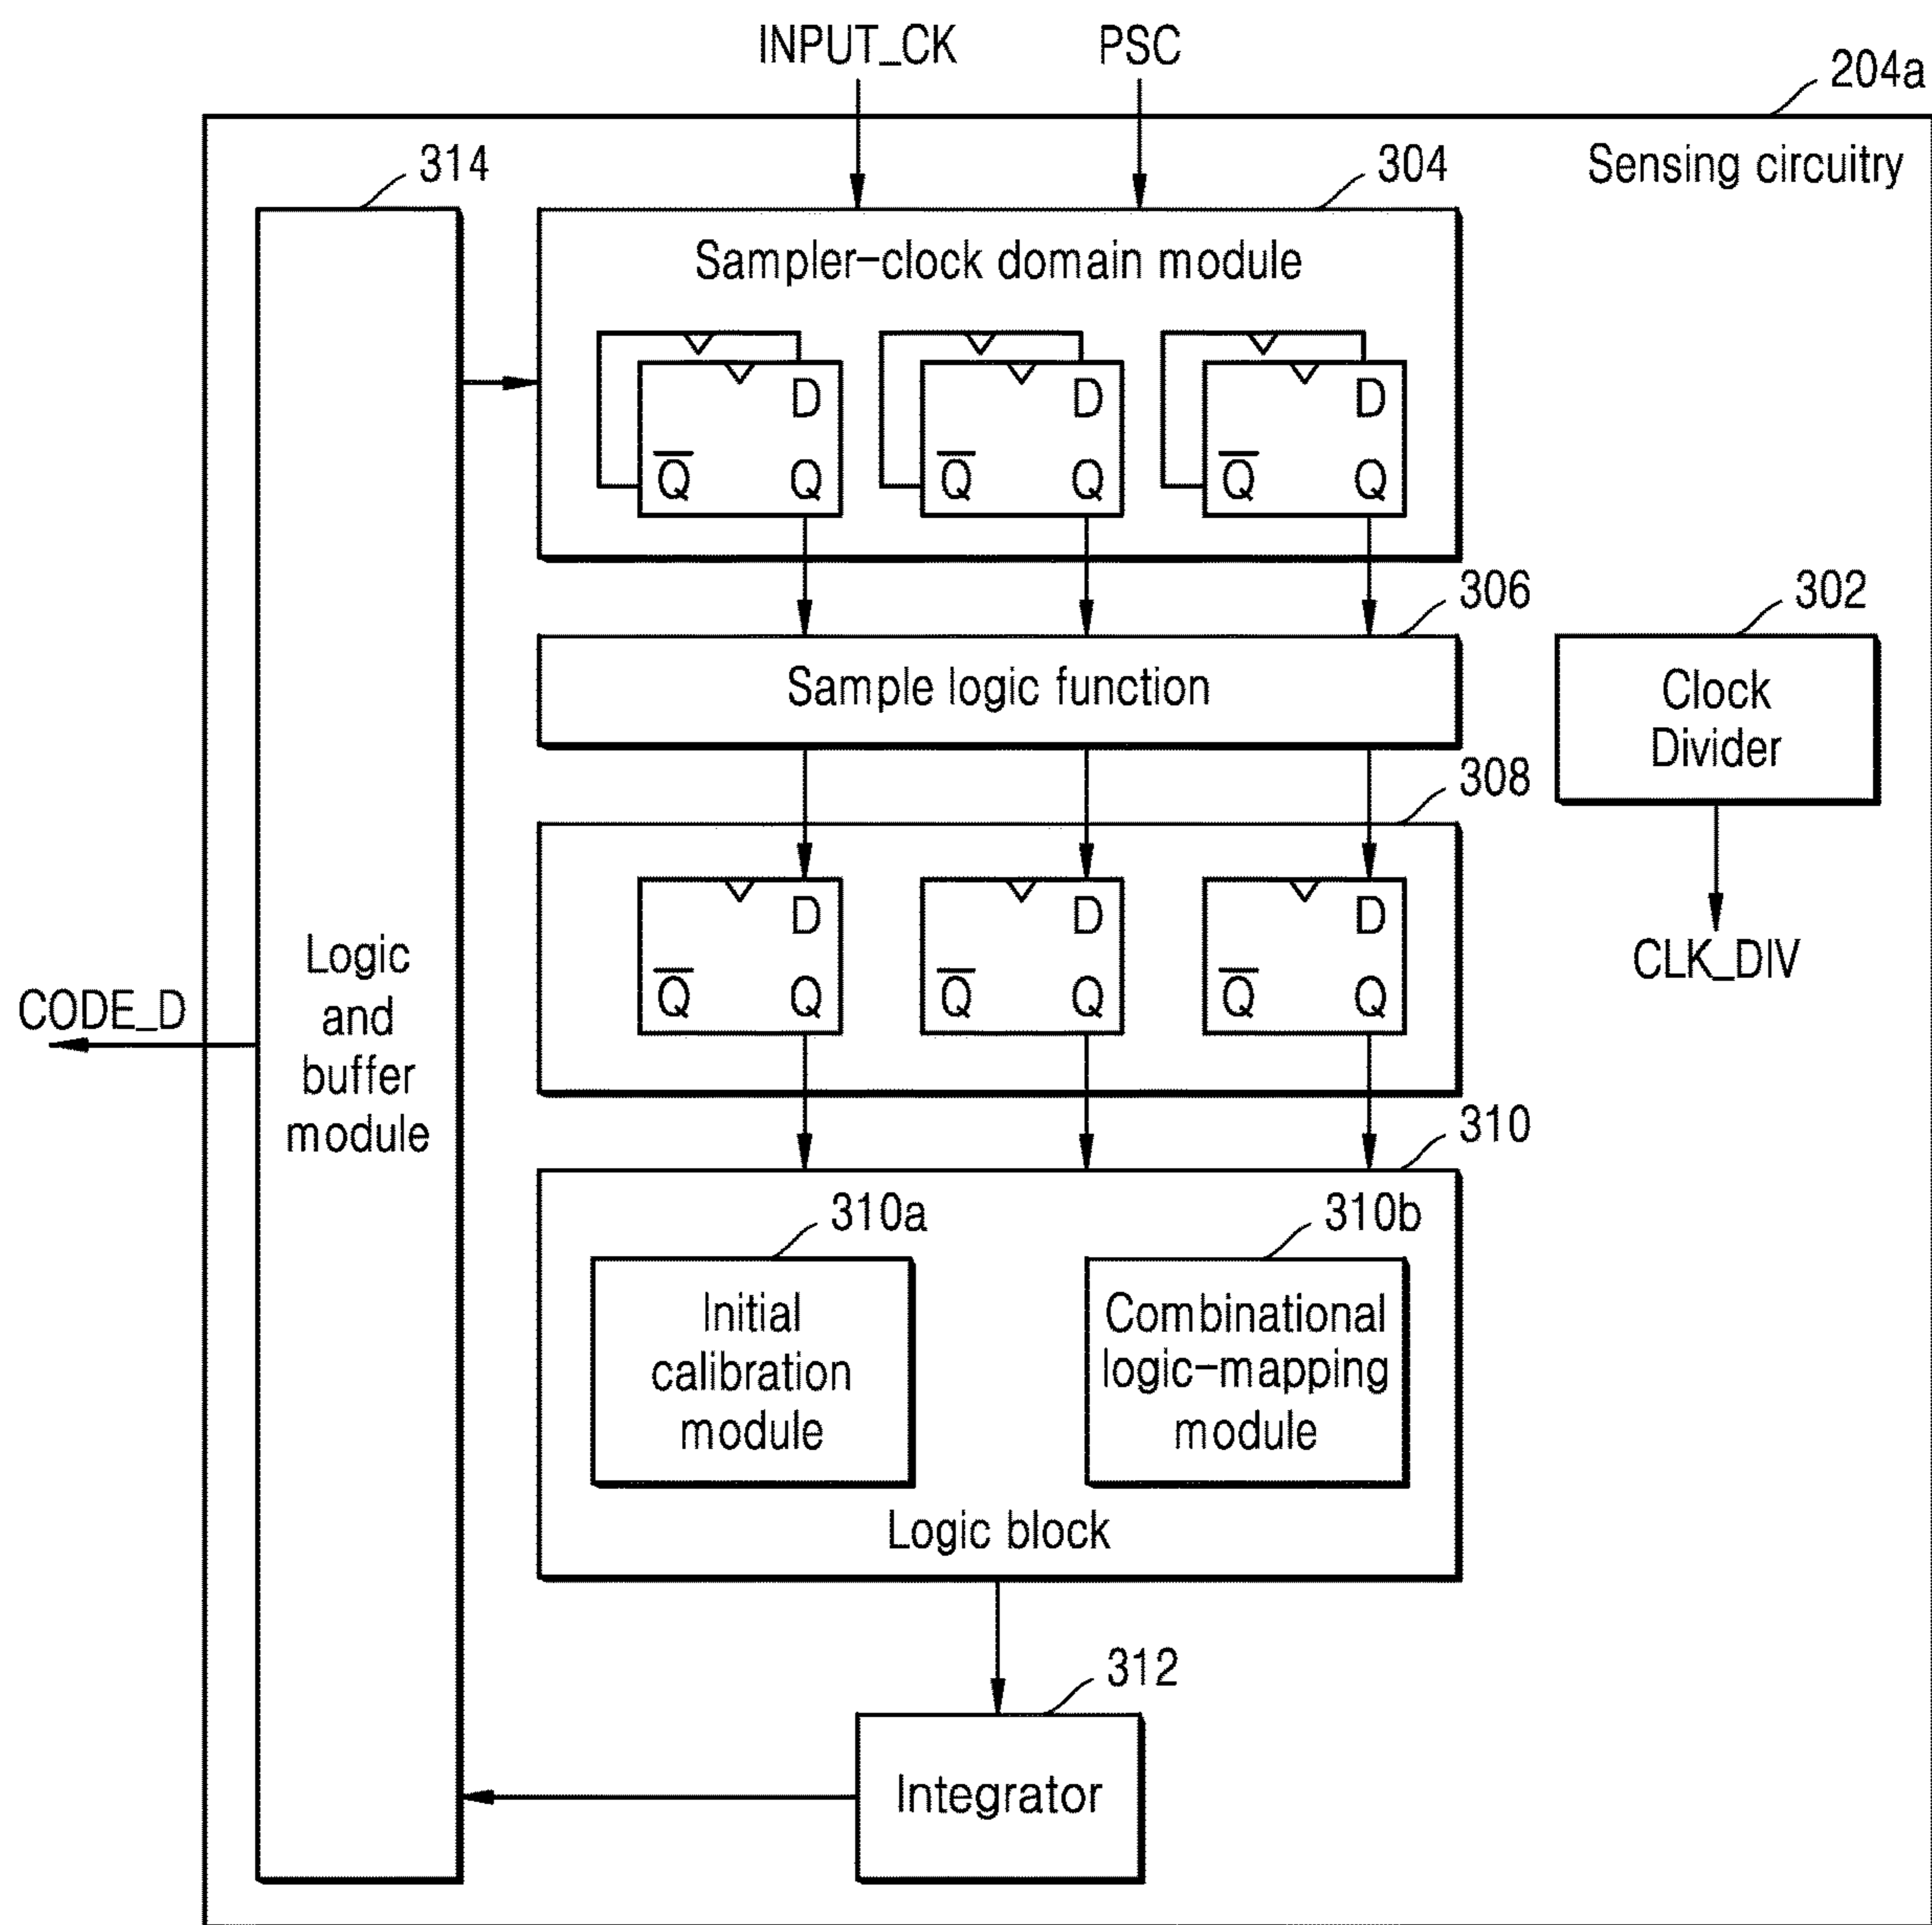 INPUT_CK PSC
204a
Sensing circuitry
314
304
Sampler-clock domain module
D D D
Q̅ Q Q̅ Q Q̅ Q
306
Sample logic function
302
Clock
Divider
308
D D D
Q̅ Q Q̅ Q Q̅ Q
CLK_DIV
Logic
and
buffer
module
CODE_D
310
310a
Initial
calibration
module
310b
Combinational
logic-mapping
module
Logic block
312
Integrator